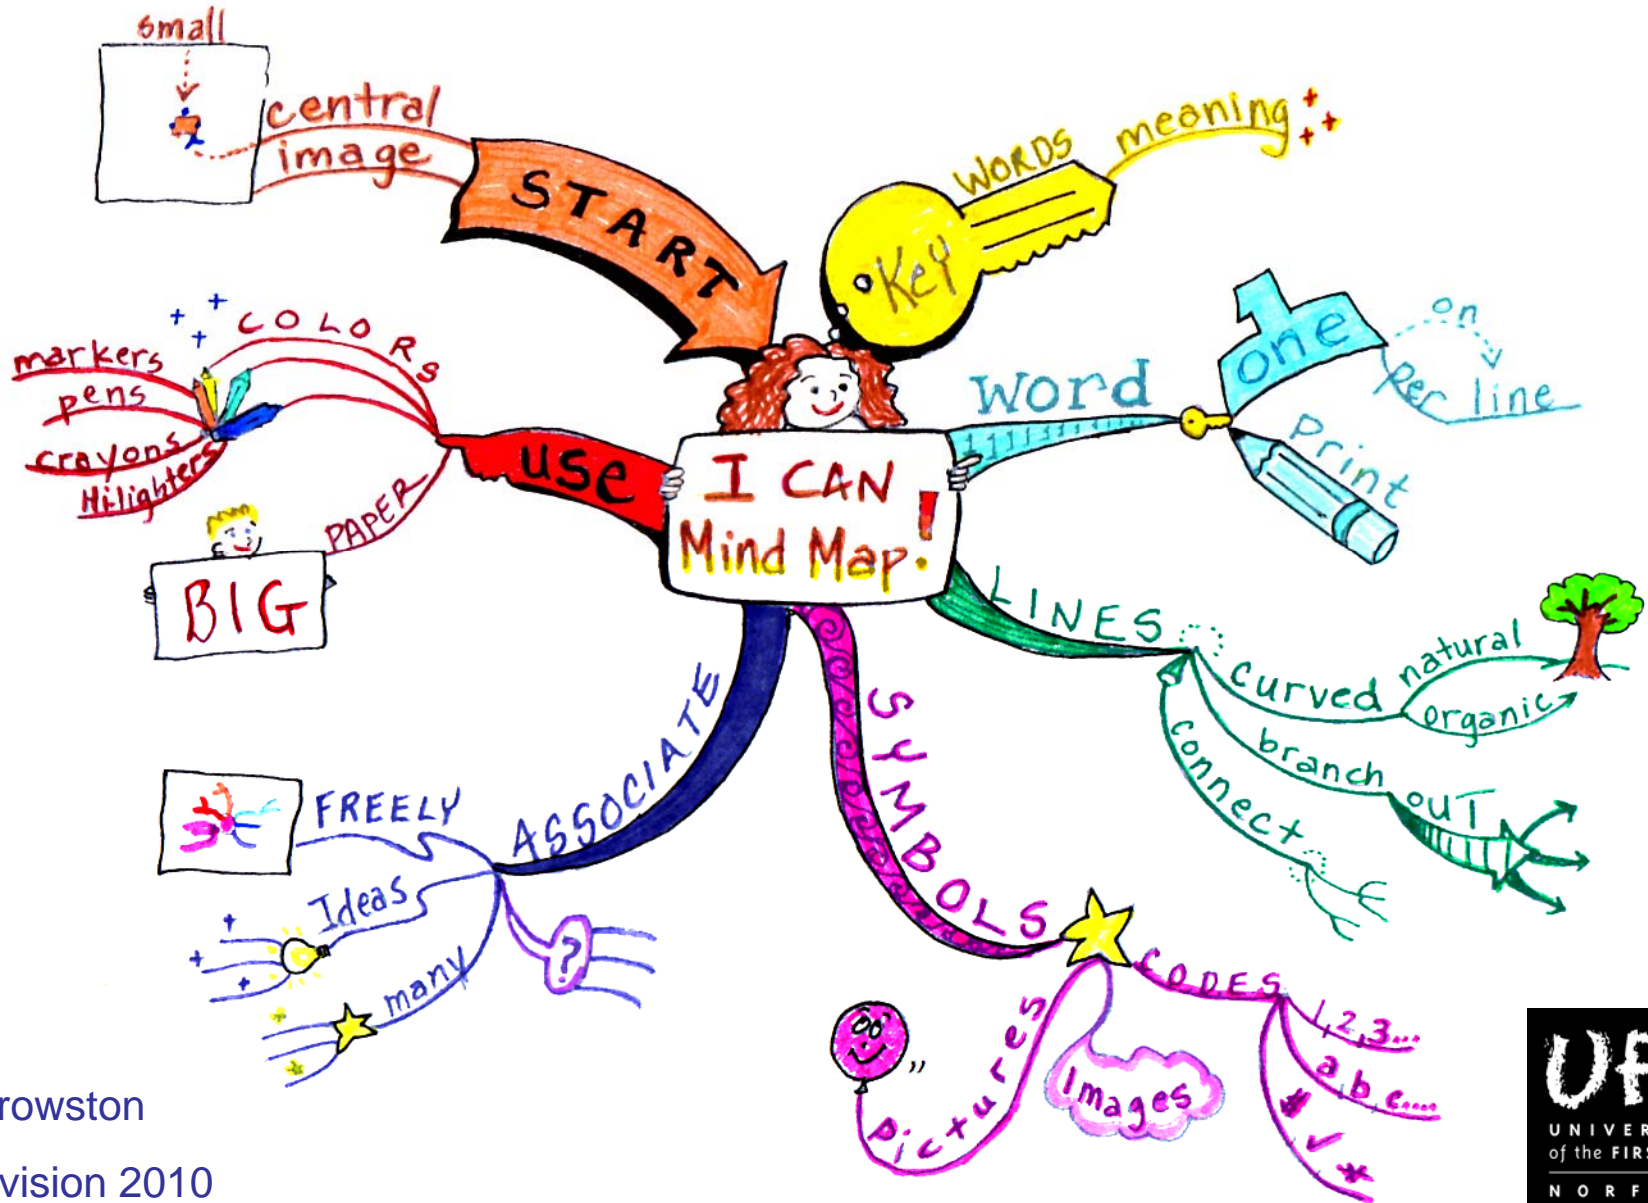 small
central
image
START
Key
WORDS
meaning
COLORS
markers
pens
crayons
Hi-lighters
PAPER
BIG
use
I CAN
Mind Map!
word
one
on
per line
Print
LINES
curved
natural
organic
branch
OUT
connect
ASSOCIATE
FREELY
Ideas
many
?
SYMBOLS
CODES
1,2,3...
a,b,c....
# ✓ *
Pictures
Images
rowston
vision 2010
UNIVER
of the FIRS
NORF